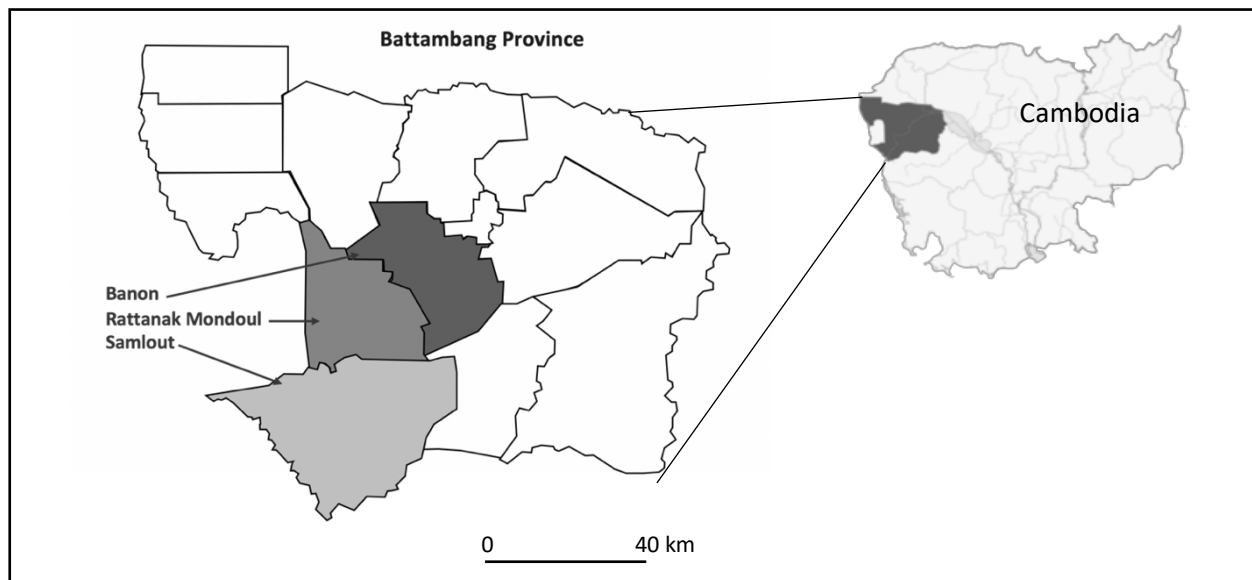 Battambang Province
Cambodia
Banon
Rattanak Mondoul
Samlout
0 40 km